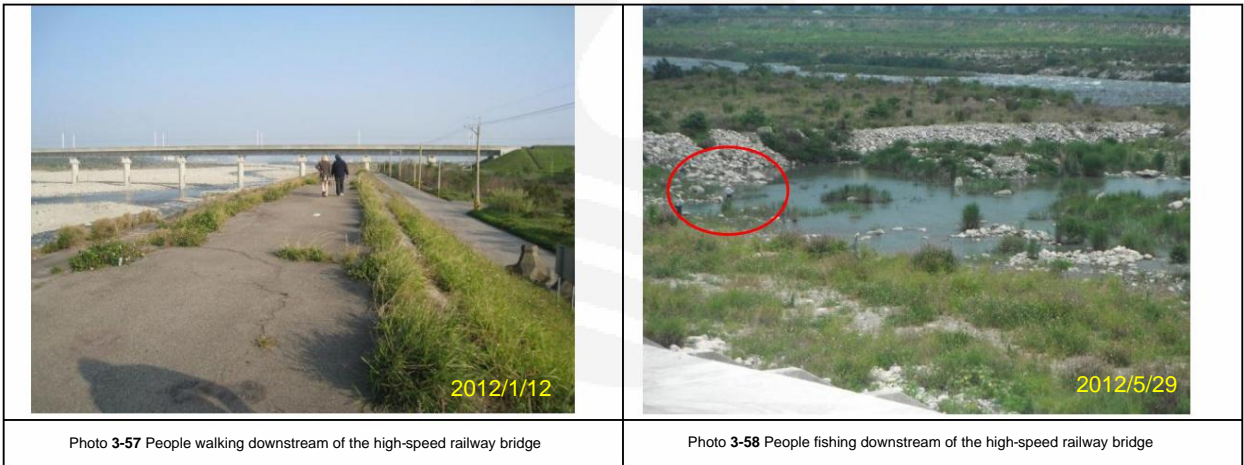 2012/1/12
2012/5/29
Photo 3-57 People walking downstream of the high-speed railway bridge
Photo 3-58 People fishing downstream of the high-speed railway bridge